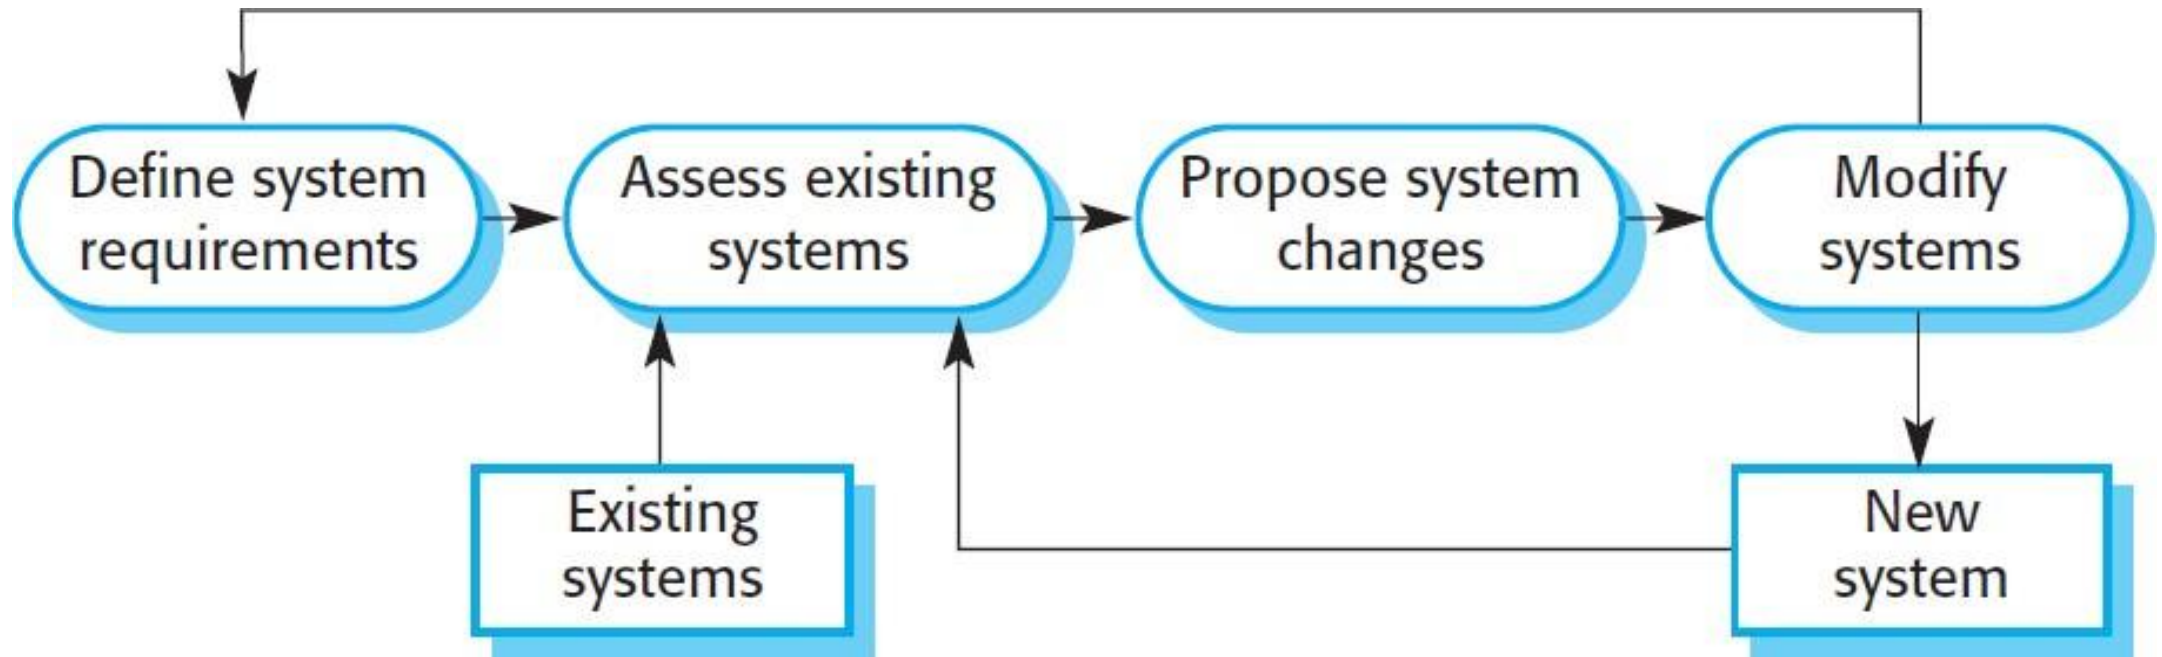 Define system
requirements
Assess existing
systems
Propose system
changes
Modify
systems
Existing
systems
New
system